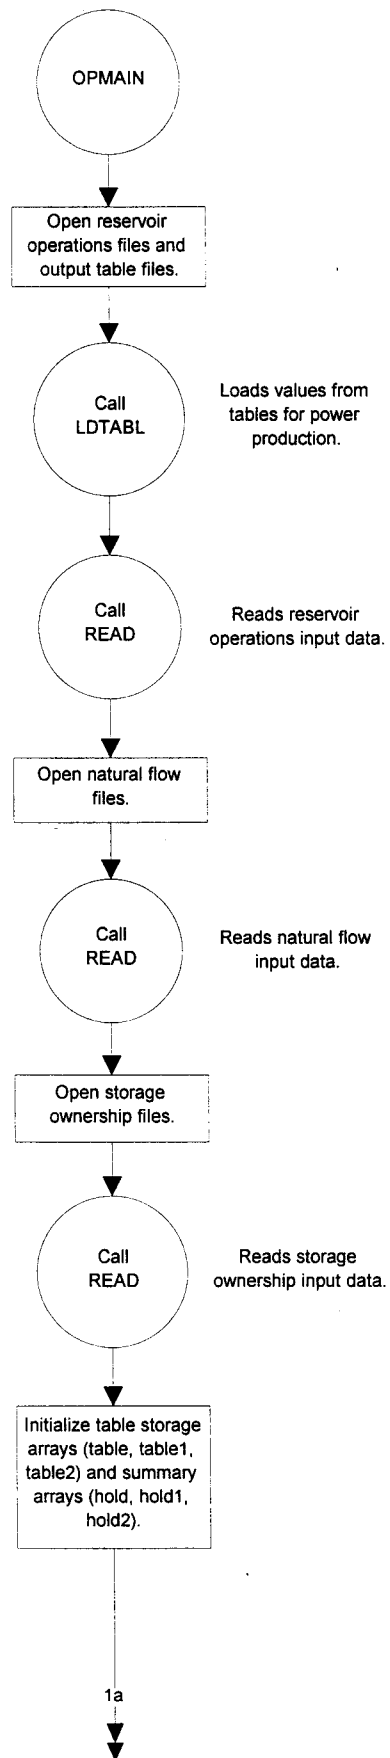 OPMAIN
Open reservoir
operations files and
output table files.
Call
LDTABL
Loads values from
tables for power
production.
Call
READ
Reads reservoir
operations input data.
Open natural flow
files.
Call
READ
Reads natural flow
input data.
Open storage
ownership files.
Call
READ
Reads storage
ownership input data.
Initialize table storage
arrays (table, table1,
table2) and summary
arrays (hold, hold1,
hold2).
1a